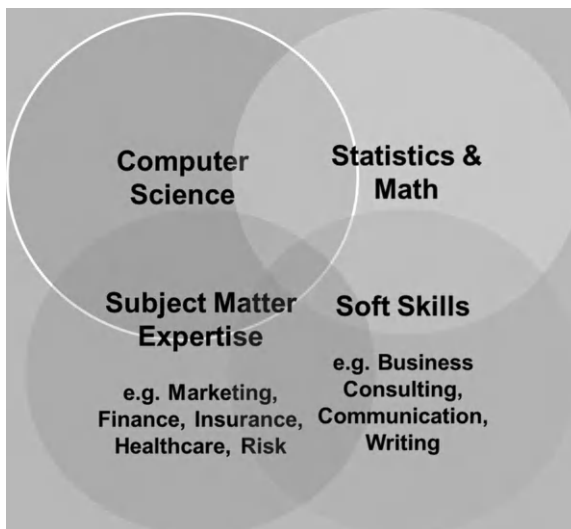 Computer
Science
Statistics &
Math
Subject Matter
Expertise
e.g. Marketing,
Finance, Insurance,
Healthcare, Risk
Soft Skills
e.g. Business
Consulting,
Communication,
Writing